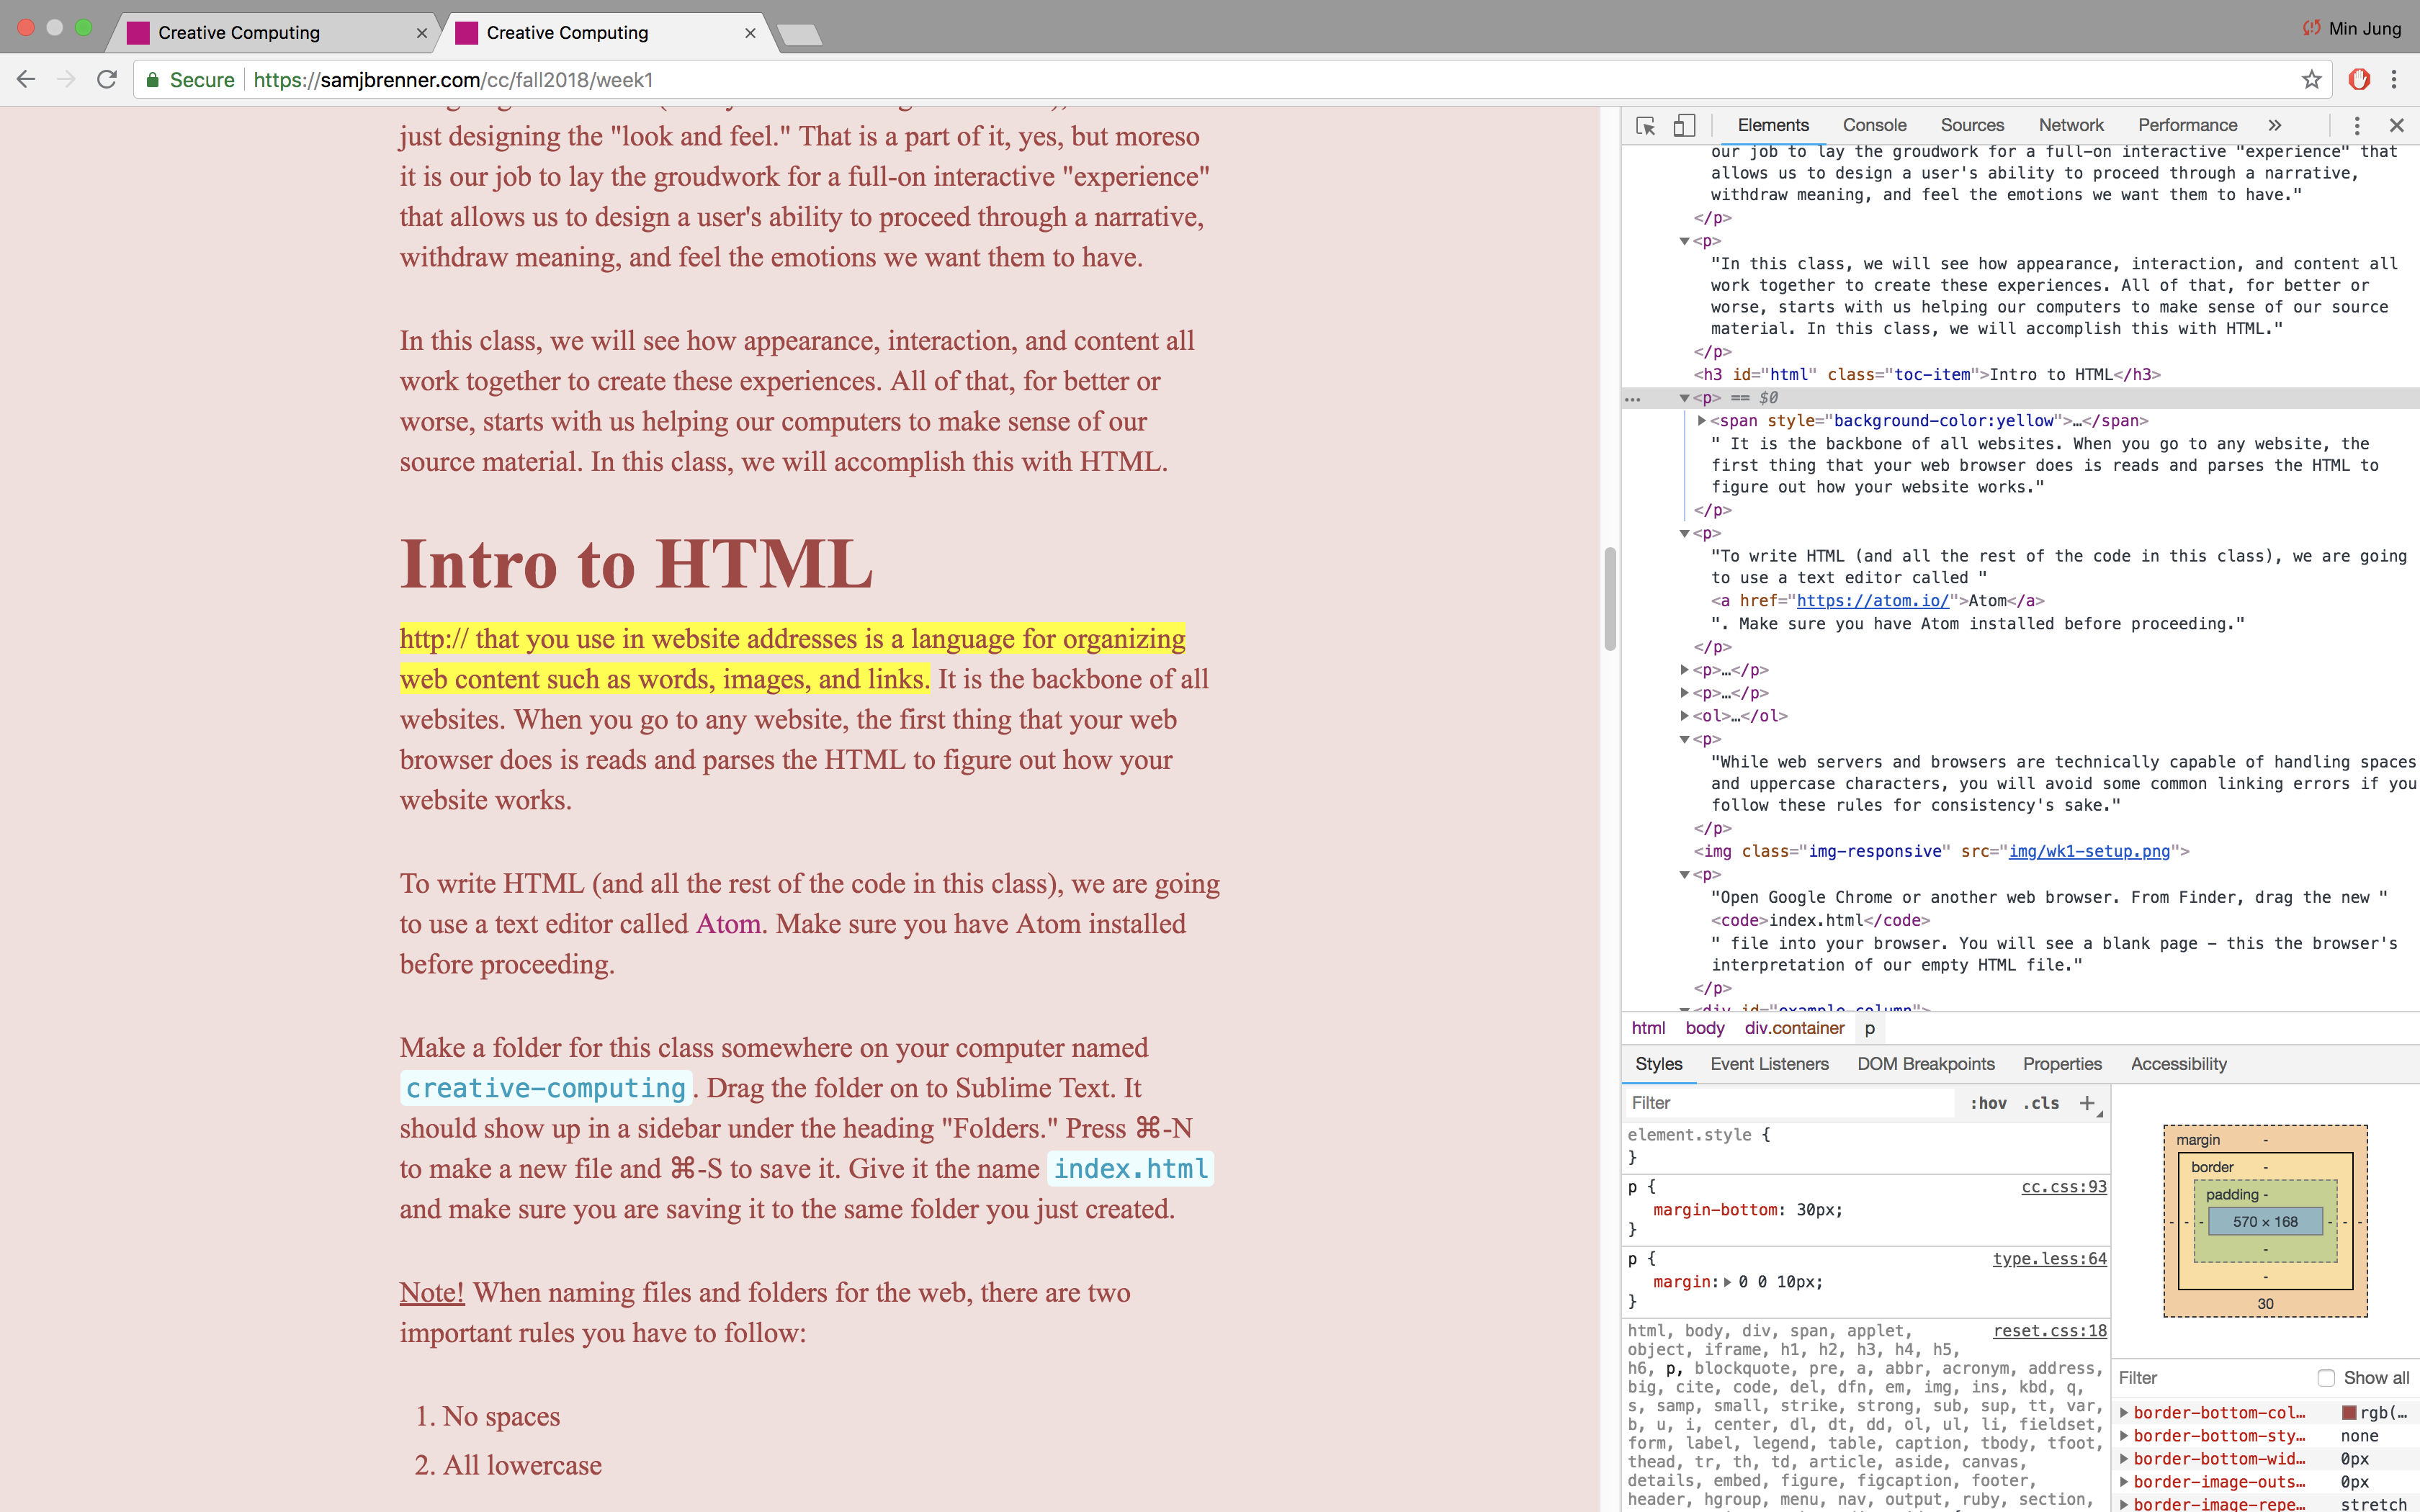 Creative Computing
Creative Computing
Min Jung
Secure
https://samjbrenner.com/cc/fall2018/week1
just designing the "look and feel." That is a part of it, yes, but moreso
it is our job to lay the groudwork for a full-on interactive "experience"
that allows us to design a user's ability to proceed through a narrative,
withdraw meaning, and feel the emotions we want them to have.
In this class, we will see how appearance, interaction, and content all
work together to create these experiences. All of that, for better or
worse, starts with us helping our computers to make sense of our
source material. In this class, we will accomplish this with HTML.
Intro to HTML
http:// that you use in website addresses is a language for organizing
web content such as words, images, and links. It is the backbone of all
websites. When you go to any website, the first thing that your web
browser does is reads and parses the HTML to figure out how your
website works.
To write HTML (and all the rest of the code in this class), we are going
to use a text editor called Atom. Make sure you have Atom installed
before proceeding.
Make a folder for this class somewhere on your computer named
creative-computing. Drag the folder on to Sublime Text. It
should show up in a sidebar under the heading "Folders." Press ⌘-N
to make a new file and ⌘-S to save it. Give it the name index.html
and make sure you are saving it to the same folder you just created.
Note! When naming files and folders for the web, there are two
important rules you have to follow:
1. No spaces
2. All lowercase
Elements Console Sources Network Performance »
our job to lay the groudwork for a full-on interactive "experience" that
allows us to design a user's ability to proceed through a narrative,
withdraw meaning, and feel the emotions we want them to have."
</p>
▼<p>
"In this class, we will see how appearance, interaction, and content all
work together to create these experiences. All of that, for better or
worse, starts with us helping our computers to make sense of our source
material. In this class, we will accomplish this with HTML."
</p>
<h3 id="html" class="toc-item">Intro to HTML</h3>
… ▼<p> == $0
▶<span style="background-color:yellow">…</span>
" It is the backbone of all websites. When you go to any website, the
first thing that your web browser does is reads and parses the HTML to
figure out how your website works."
</p>
▼<p>
"To write HTML (and all the rest of the code in this class), we are going
to use a text editor called "
<a href="https://atom.io/">Atom</a>
". Make sure you have Atom installed before proceeding."
</p>
▶<p>…</p>
▶<p>…</p>
▶<ol>…</ol>
▼<p>
"While web servers and browsers are technically capable of handling spaces
and uppercase characters, you will avoid some common linking errors if you
follow these rules for consistency's sake."
</p>
<img class="img-responsive" src="img/wk1-setup.png">
▼<p>
"Open Google Chrome or another web browser. From Finder, drag the new "
<code>index.html</code>
" file into your browser. You will see a blank page - this the browser's
interpretation of our empty HTML file."
</p>
▼<div id="example-column">
html body div.container p
Styles Event Listeners DOM Breakpoints Properties Accessibility
Filter :hov .cls +
element.style {
}
p { cc.css:93
margin-bottom: 30px;
}
p { type.less:64
margin:▶ 0 0 10px;
}
html, body, div, span, applet, reset.css:18
object, iframe, h1, h2, h3, h4, h5,
h6, p, blockquote, pre, a, abbr, acronym, address,
big, cite, code, del, dfn, em, img, ins, kbd, q,
s, samp, small, strike, strong, sub, sup, tt, var,
b, u, i, center, dl, dt, dd, ol, ul, li, fieldset,
form, label, legend, table, caption, tbody, tfoot,
thead, tr, th, td, article, aside, canvas,
details, embed, figure, figcaption, footer,
header, hgroup, menu, nav, output, ruby, section,
margin -
border -
padding -
- - - 570 × 168 - - -
-
-
30
Filter Show all
▶border-bottom-col… rgb(…
▶border-bottom-sty… none
▶border-bottom-wid… 0px
▶border-image-outs… 0px
▶border-image-repe… stretch